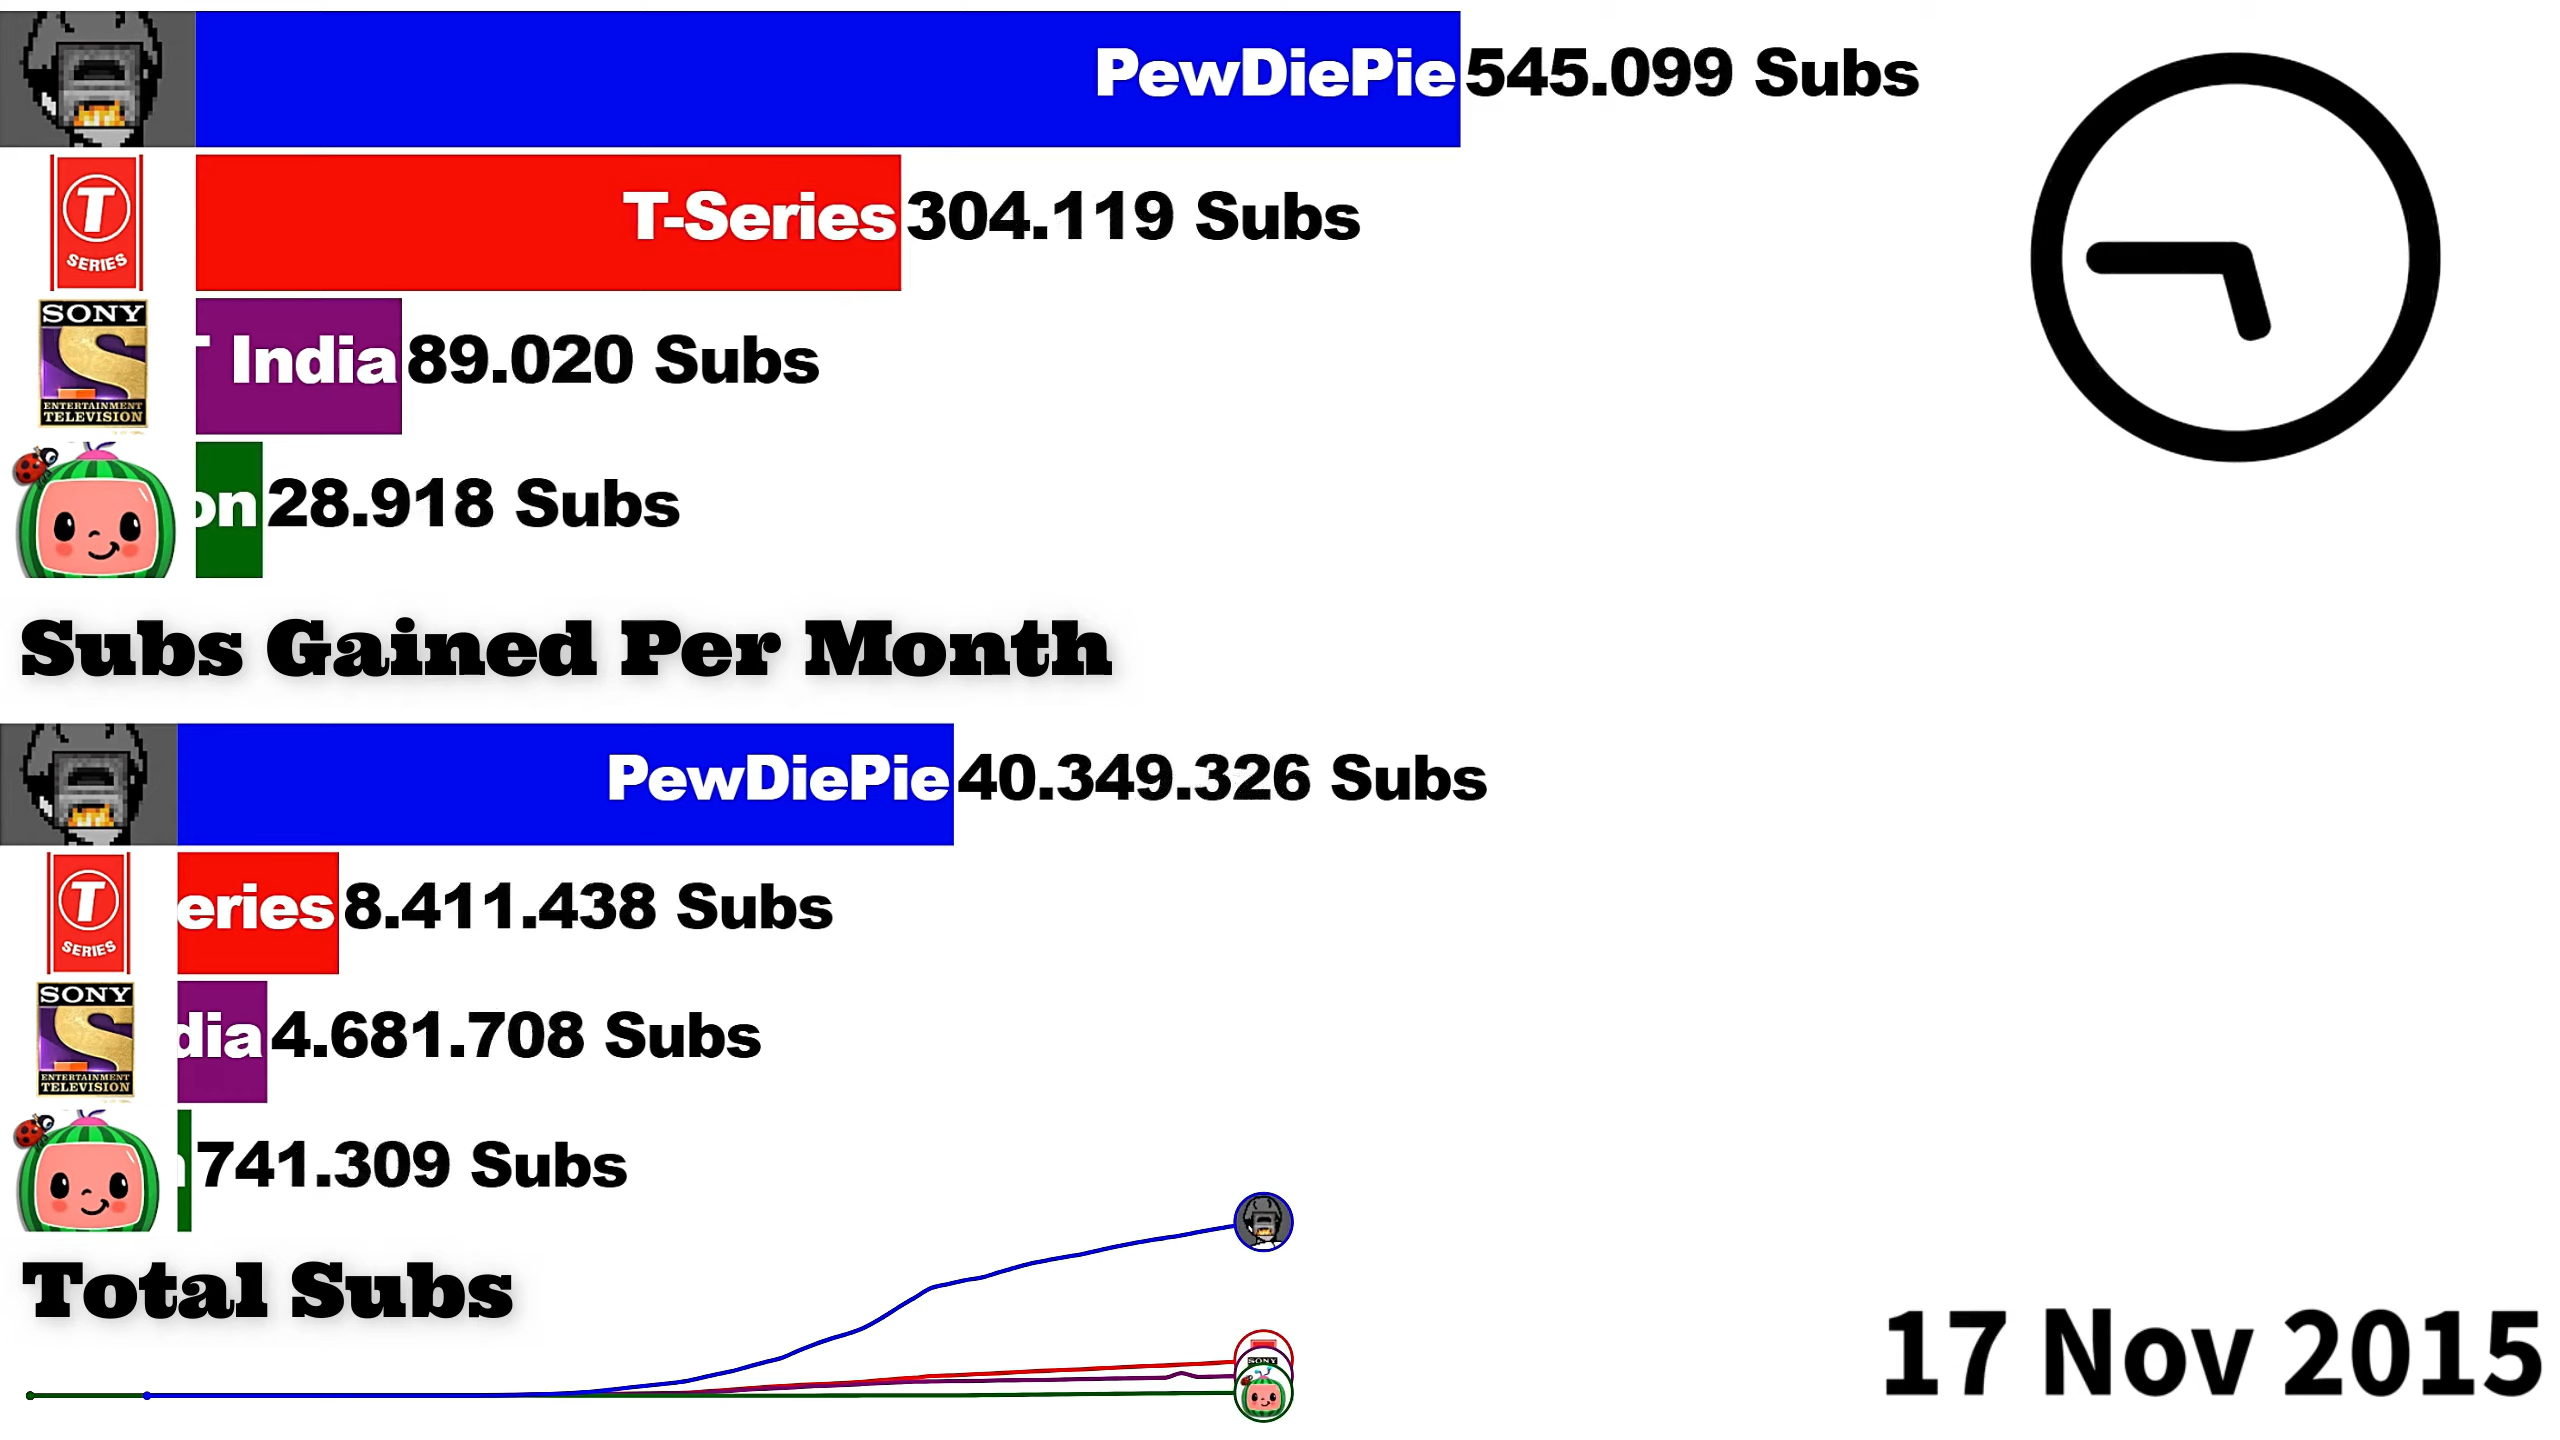 PewDiePie 545.099 Subs
T SERIES
T-Series 304.119 Subs
SONY ENTERTAINMENT TELEVISION
India 89.020 Subs
on 28.918 Subs
Subs Gained Per Month
PewDiePie 40.349.326 Subs
T SERIES
eries 8.411.438 Subs
SONY ENTERTAINMENT TELEVISION
dia 4.681.708 Subs
741.309 Subs
Total Subs
SONY
17 Nov 2015